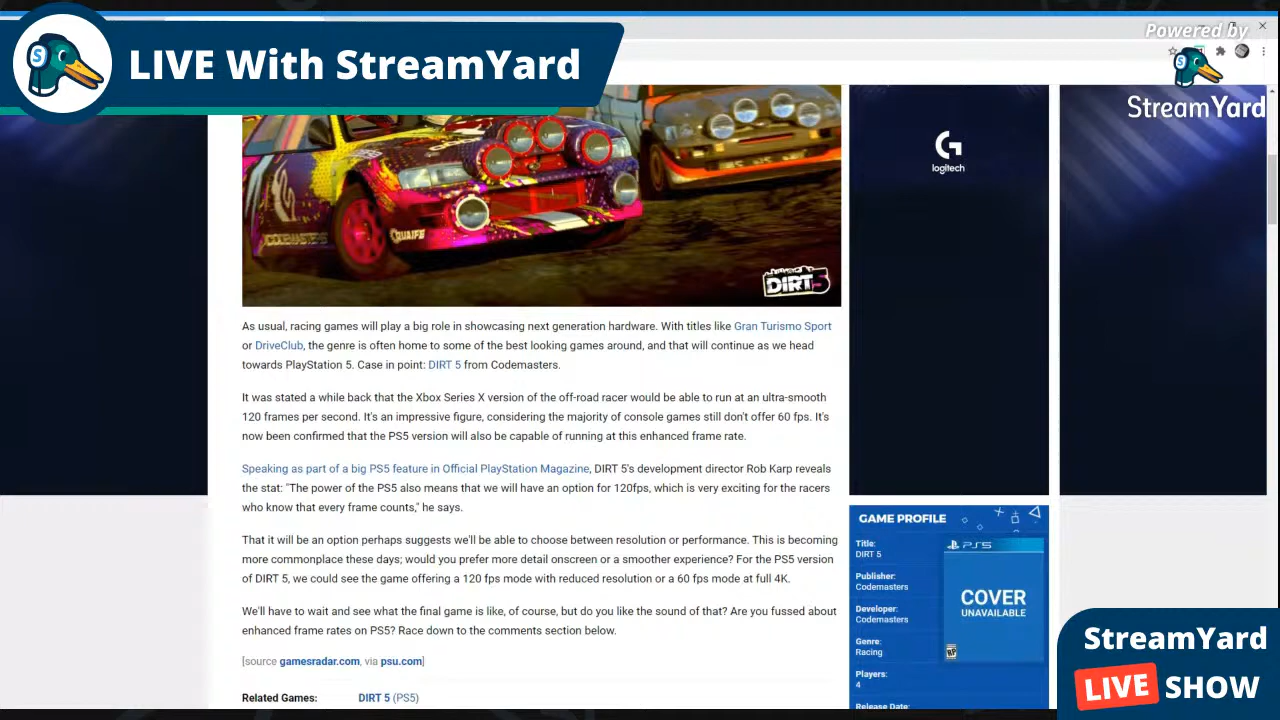 LIVE With StreamYard
Powered by
StreamYard
logitech
CODEMASTERS
QUAIFE
DIRT 5
As usual, racing games will play a big role in showcasing next generation hardware. With titles like Gran Turismo Sport
or DriveClub, the genre is often home to some of the best looking games around, and that will continue as we head
towards PlayStation 5. Case in point: DIRT 5 from Codemasters.
It was stated a while back that the Xbox Series X version of the off-road racer would be able to run at an ultra-smooth
120 frames per second. It's an impressive figure, considering the majority of console games still don't offer 60 fps. It's
now been confirmed that the PS5 version will also be capable of running at this enhanced frame rate.
Speaking as part of a big PS5 feature in Official PlayStation Magazine, DIRT 5's development director Rob Karp reveals
the stat: "The power of the PS5 also means that we will have an option for 120fps, which is very exciting for the racers
who know that every frame counts," he says.
That it will be an option perhaps suggests we'll be able to choose between resolution or performance. This is becoming
more commonplace these days; would you prefer more detail onscreen or a smoother experience? For the PS5 version
of DIRT 5, we could see the game offering a 120 fps mode with reduced resolution or a 60 fps mode at full 4K.
We'll have to wait and see what the final game is like, of course, but do you like the sound of that? Are you fussed about
enhanced frame rates on PS5? Race down to the comments section below.
[source gamesradar.com, via psu.com]
Related Games: DIRT 5 (PS5)
GAME PROFILE
Title:
DIRT 5
Publisher:
Codemasters
Developer:
Codemasters
Genre:
Racing
Players:
4
Release Date:
PS5
COVER
UNAVAILABLE
StreamYard
LIVE SHOW